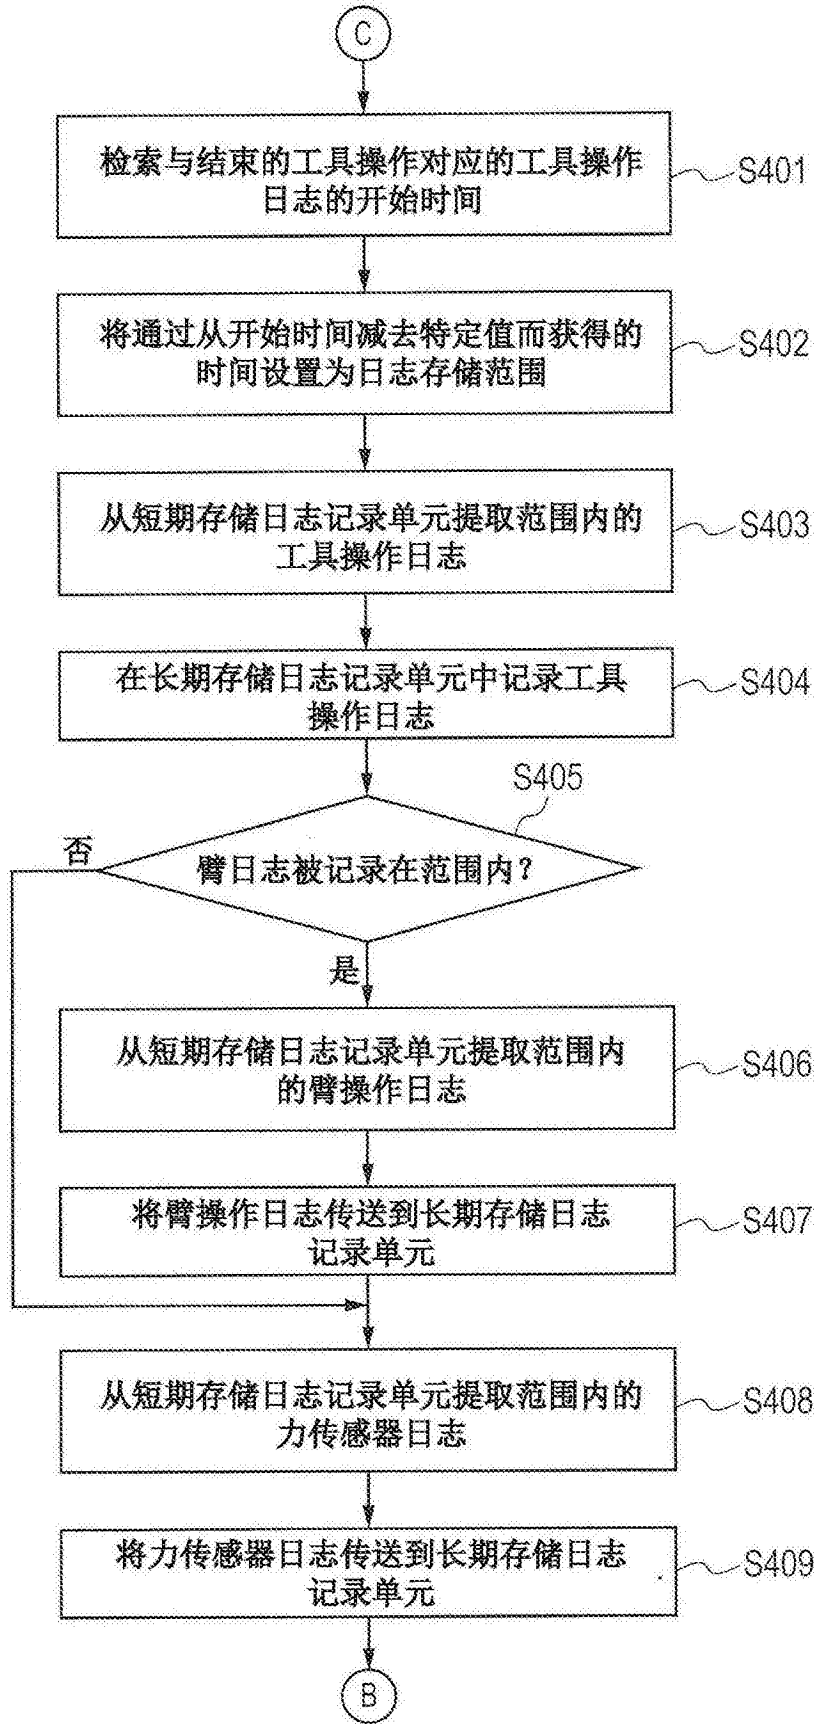 C
检索与结束的工具操作对应的工具操作
日志的开始时间
S401
将通过从开始时间减去特定值而获得的
时间设置为日志存储范围
S402
从短期存储日志记录单元提取范围内的
工具操作日志
S403
在长期存储日志记录单元中记录工具
操作日志
S404
S405
否
臂日志被记录在范围内？
是
从短期存储日志记录单元提取范围内
的臂操作日志
S406
将臂操作日志传送到长期存储日志
记录单元
S407
从短期存储日志记录单元提取范围内的
力传感器日志
S408
将力传感器日志传送到长期存储日志
记录单元
S409
B